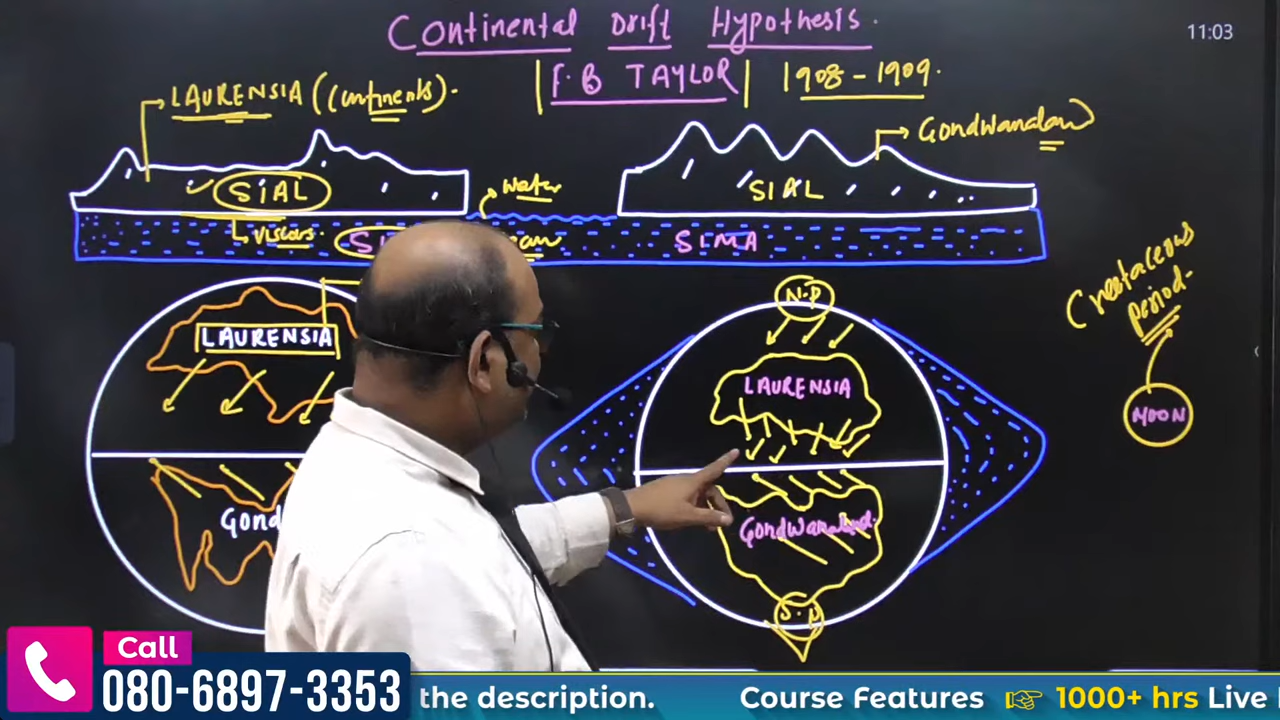 Continental Drift Hypothesis.
11:03
F.B TAYLOR 1908-1909.
LAURENSIA (Continents).
Gondwanaland
SIAL
Water
SIAL
Viscous.
SIMA
Cretaceous
Period.
N.P
LAURENSIA
LAURENSIA
MOON
Gond
Gondwanaland.
S.P
Call
080-6897-3353
the description.
Course Features 👉 1000+ hrs Live